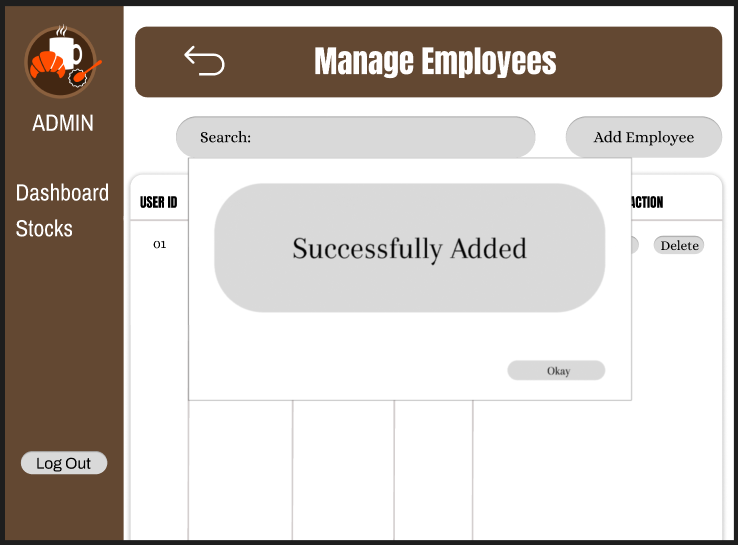 Manage Employees
ADMIN
Search:
Add Employee
Dashboard
Stocks
USER ID
ACTION
01
Delete
Successfully Added
Okay
Log Out